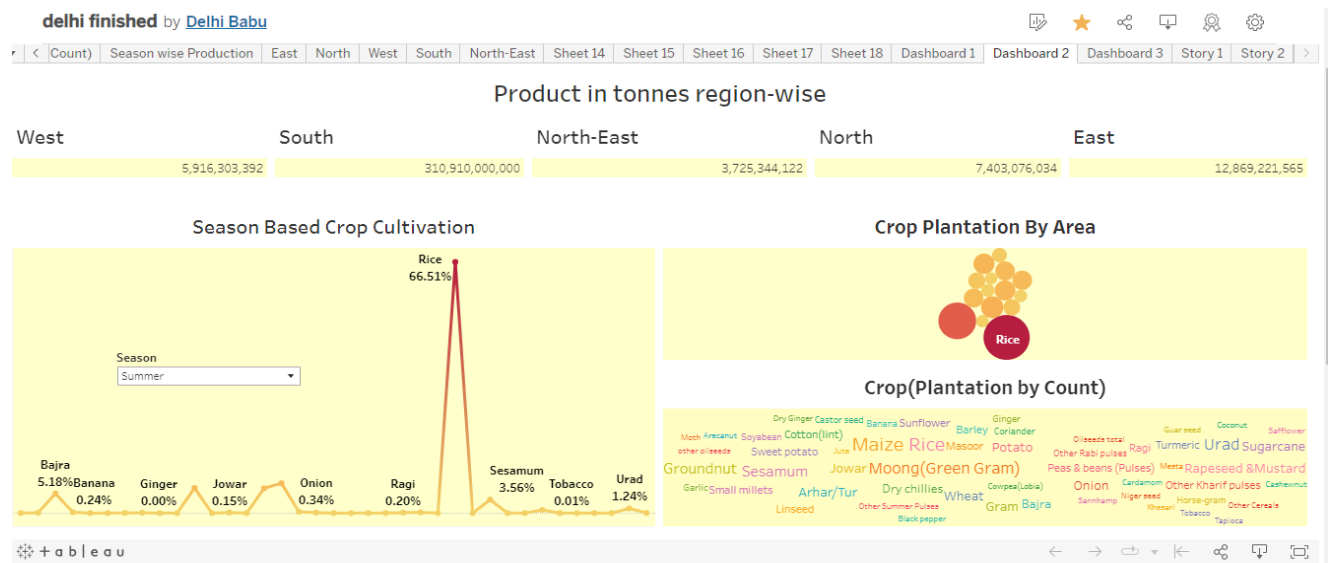 delhi finished by Delhi Babu
Count) Season wise Production East North West South North-East Sheet 14 Sheet 15 Sheet 16 Sheet 17 Sheet 18 Dashboard 1 Dashboard 2 Dashboard 3 Story 1 Story 2
Product in tonnes region-wise
West South North-East North East
5,916,303,392 310,910,000,000 3,725,344,122 7,403,076,034 12,869,221,565
Season Based Crop Cultivation
Rice
66.51%
Season
Summer
Bajra
5.18%
Banana
0.24%
Ginger
0.00%
Jowar
0.15%
Onion
0.34%
Ragi
0.20%
Sesamum
3.56%
Tobacco
0.01%
Urad
1.24%
Crop Plantation By Area
Rice
Crop(Plantation by Count)
Dry Ginger Castor seed Banana Sunflower Ginger
Moth Arecanut Soyabean Cotton(lint) Barley Coriander Oilseeds total Guar seed Coconut Safflower
other oilseeds Sweet potato Jute Maize Rice Masoor Potato Other Rabi pulses Ragi Turmeric Urad Sugarcane
Groundnut Sesamum Jowar Moong(Green Gram) Peas & beans (Pulses) Mesta Rapeseed &Mustard
Garlic Small millets Arhar/Tur Dry chillies Wheat Cowpea(Lobia) Onion Cardamom Other Kharif pulses Cashewnut
Linseed Other Summer Pulses Gram Bajra Sannhamp Niger seed Horse-gram Other Cereals
Black pepper Khesari Tobacco Tapioca
+ a b l e a u